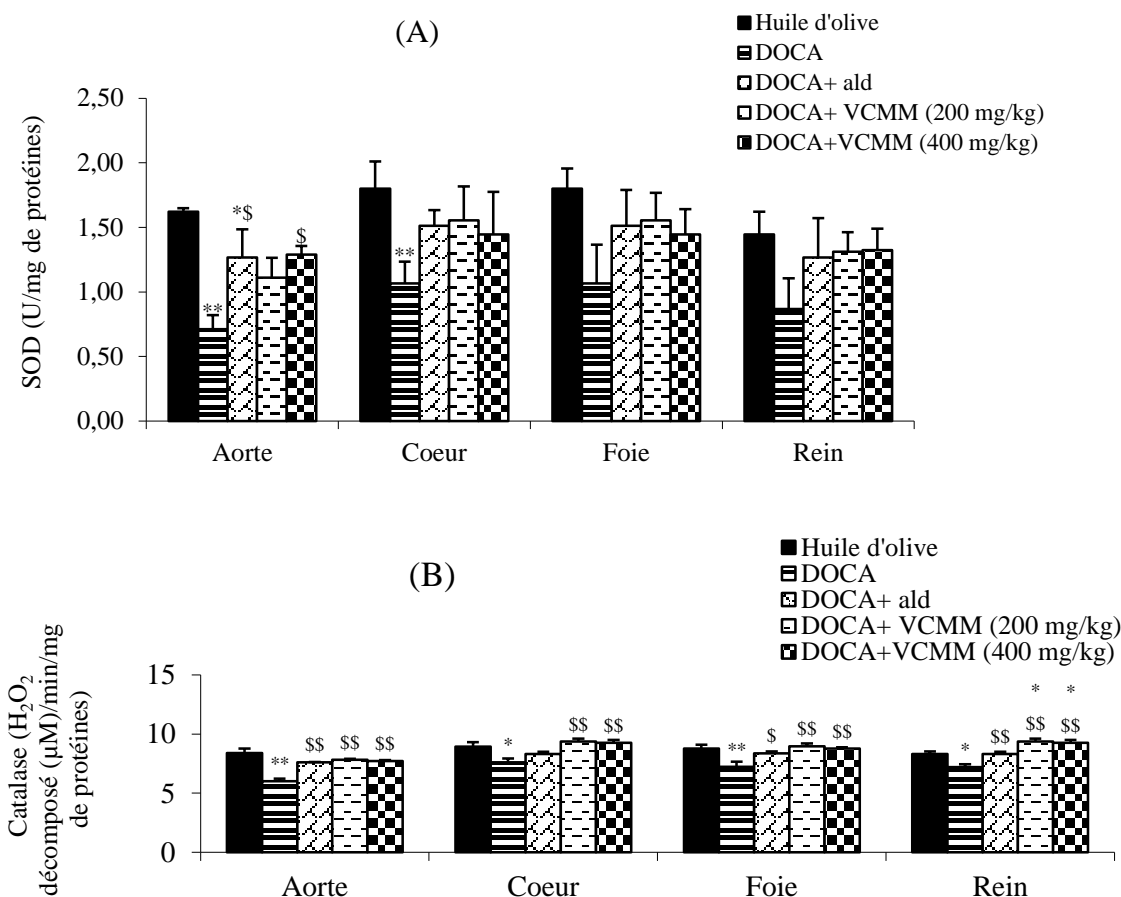 (A)
Huile d'olive
DOCA
DOCA+ ald
DOCA+ VCMM (200 mg/kg)
DOCA+VCMM (400 mg/kg)
SOD (U/mg de protéines)
2,50
2,00
1,50
1,00
0,50
0,00
**
*$
$
**
Aorte
Coeur
Foie
Rein
(B)
Huile d'olive
DOCA
DOCA+ ald
DOCA+ VCMM (200 mg/kg)
DOCA+VCMM (400 mg/kg)
Catalase (H₂O₂
décomposé (µM)/min/mg
de protéines)
15
10
5
0
**
$$
$$
$$
*
$$
$$
**
$
$$
$$
*
$$
*
$$
*
$$
Aorte
Coeur
Foie
Rein